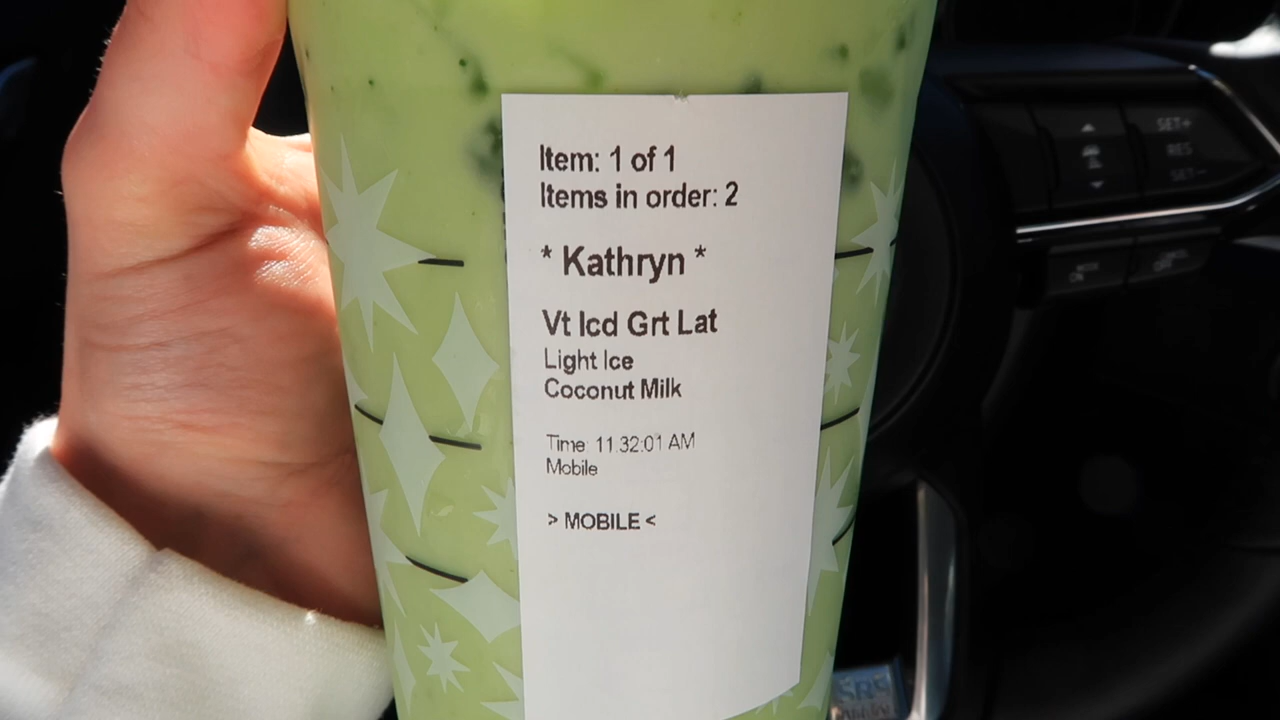 Item: 1 of 1
Items in order: 2
* Kathryn *
Vt Icd Grt Lat
Light Ice
Coconut Milk
Time: 11:32:01 AM
Mobile
> MOBILE <
SET+
RES
SET-